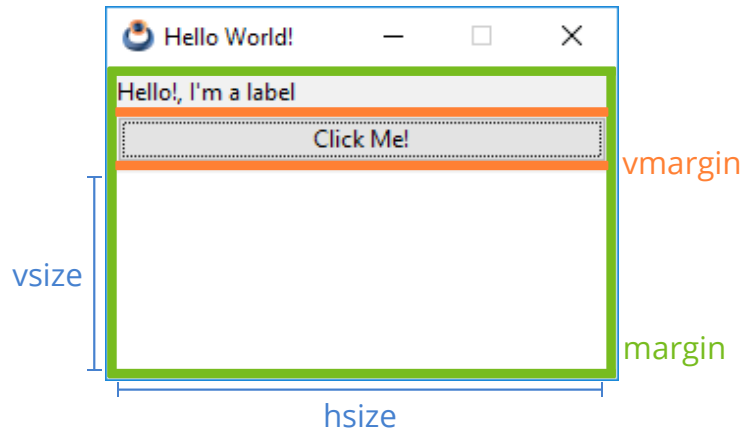 Hello World!
Hello!, I'm a label
Click Me!
vmargin
vsize
margin
hsize